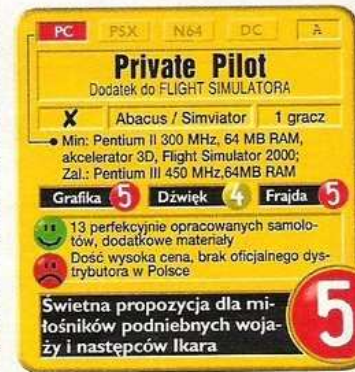 PC PSX N64 DC A
Private Pilot
Dodatek do FLIGHT SIMULATORA
✗ Abacus / Simviator 1 gracz
Min: Pentium II 300 MHz, 64 MB RAM,
akcelerator 3D, Flight Simulator 2000;
Zal.: Pentium III 450 MHz,64MB RAM
Grafika 5 Dźwięk 4 Frajda 5
13 perfekcyjnie opracowanych samolo-
tów, dodatkowe materiały
Dość wysoka cena, brak oficjalnego dys-
trybutora w Polsce
Świetna propozycja dla mi-
łośników podniebnych woja-
ży i następców Ikara
5